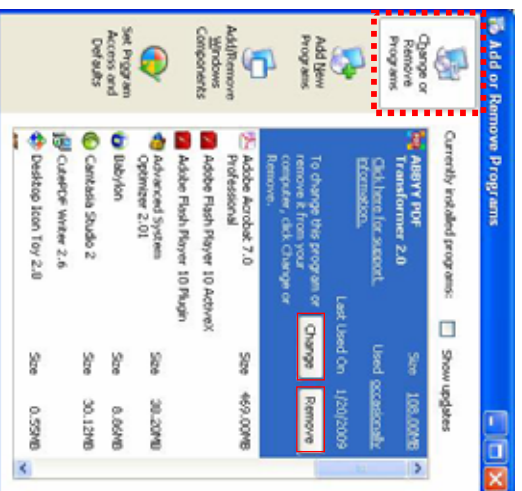 Add or Remove Programs
Change or
Remove
Programs
Add New
Programs
Add/Remove
Windows
Components
Set Program
Access and
Defaults
Currently installed programs:
Show updates
ABBYY PDF
Transformer 2.0
Size 108.00MB
Click here for support
information.
Used occasionally
Last Used On 1/20/2009
To change this program or
remove it from your
computer, click Change or
Remove.
Change
Remove
Adobe Acrobat 7.0
Professional
Size 469.00MB
Adobe Flash Player 10 ActiveX
Adobe Flash Player 10 Plugin
Advanced System
Optimizer 2.01
Size 38.20MB
Babylon
Size 8.86MB
Camtasia Studio 2
Size 30.12MB
CutePDF Writer 2.6
Desktop Icon Toy 2.8
Size 0.55MB